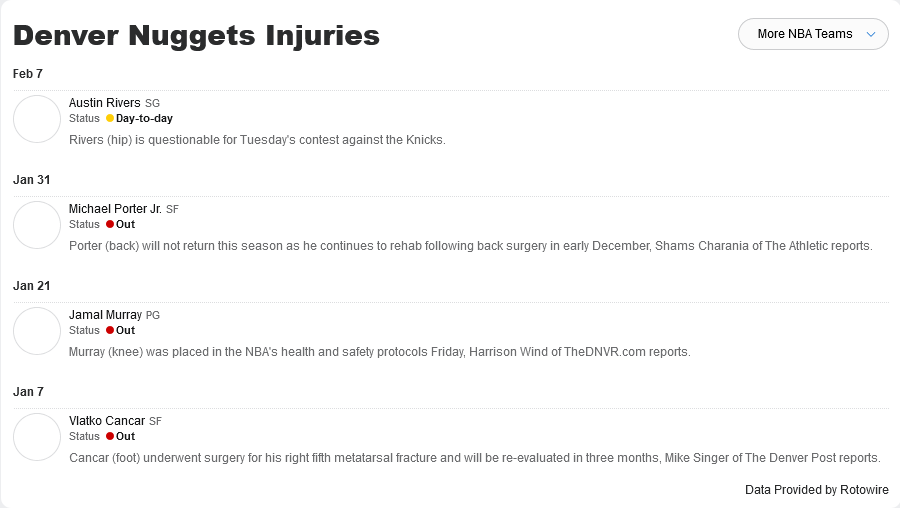 Denver Nuggets Injuries
More NBA Teams
Feb 7
Austin Rivers SG
Status Day-to-day
Rivers (hip) is questionable for Tuesday's contest against the Knicks.
Jan 31
Michael Porter Jr. SF
Status Out
Porter (back) will not return this season as he continues to rehab following back surgery in early December, Shams Charania of The Athletic reports.
Jan 21
Jamal Murray PG
Status Out
Murray (knee) was placed in the NBA's health and safety protocols Friday, Harrison Wind of TheDNVR.com reports.
Jan 7
Vlatko Cancar SF
Status Out
Cancar (foot) underwent surgery for his right fifth metatarsal fracture and will be re-evaluated in three months, Mike Singer of The Denver Post reports.
Data Provided by Rotowire